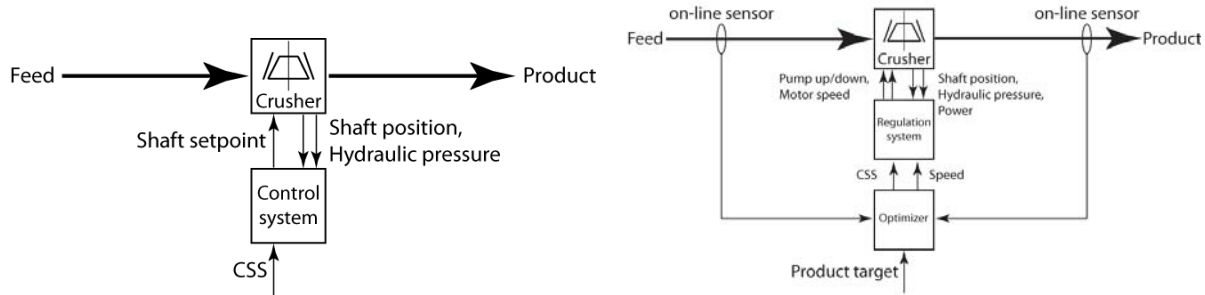 Feed
Crusher
Product
Shaft setpoint
Shaft position,
Hydraulic pressure
Control
system
CSS
on-line sensor
on-line sensor
Feed
Crusher
Product
Pump up/down,
Motor speed
Shaft position,
Hydraulic pressure,
Power
Regulation
system
CSS
Speed
Optimizer
Product target